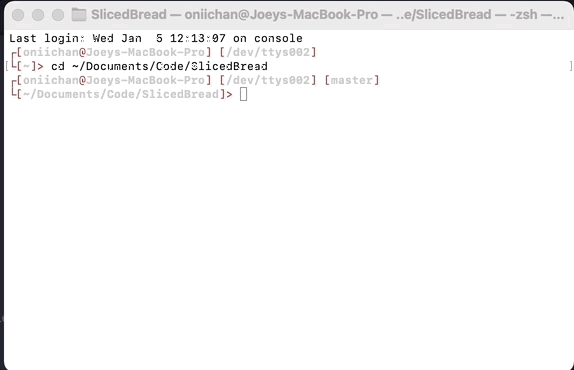 SlicedBread — oniichan@Joeys-MacBook-Pro — ..e/SlicedBread — -zsh —...
Last login: Wed Jan  5 12:13:97 on console
┌[oniichan@Joeys-MacBook-Pro] [/dev/ttys002]
└[~]> cd ~/Documents/Code/SlicedBread
┌[oniichan@Joeys-MacBook-Pro] [/dev/ttys002] [master]
└[~/Documents/Code/SlicedBread]>